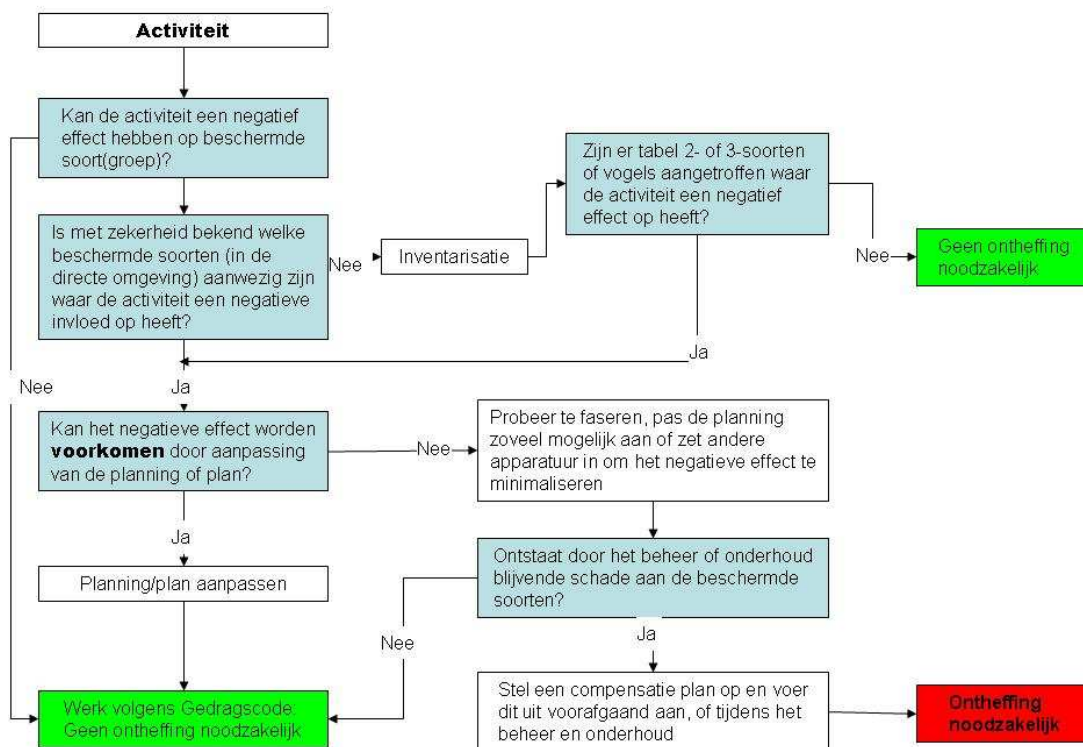 Activiteit
Kan de activiteit een negatief
effect hebben op beschermde
soort(groep)?
Zijn er tabel 2- of 3-soorten
of vogels aangetroffen waar
de activiteit een negatief
effect op heeft?
Is met zekerheid bekend welke
beschermde soorten (in de
directe omgeving) aanwezig zijn
waar de activiteit een negatieve
invloed op heeft?
Nee
Inventarisatie
Nee
Geen ontheffing
noodzakelijk
Ja
Nee
Ja
Kan het negatieve effect worden
voorkomen door aanpassing
van de planning of plan?
Nee
Probeer te faseren, pas de planning
zoveel mogelijk aan of zet andere
apparatuur in om het negatieve effect te
minimaliseren
Ja
Planning/plan aanpassen
Ontstaat door het beheer of onderhoud
blijvende schade aan de beschermde
soorten?
Nee
Ja
Werk volgens Gedragscode:
Geen ontheffing noodzakelijk
Stel een compensatie plan op en voer
dit uit voorafgaand aan, of tijdens het
beheer en onderhoud
Ontheffing
noodzakelijk